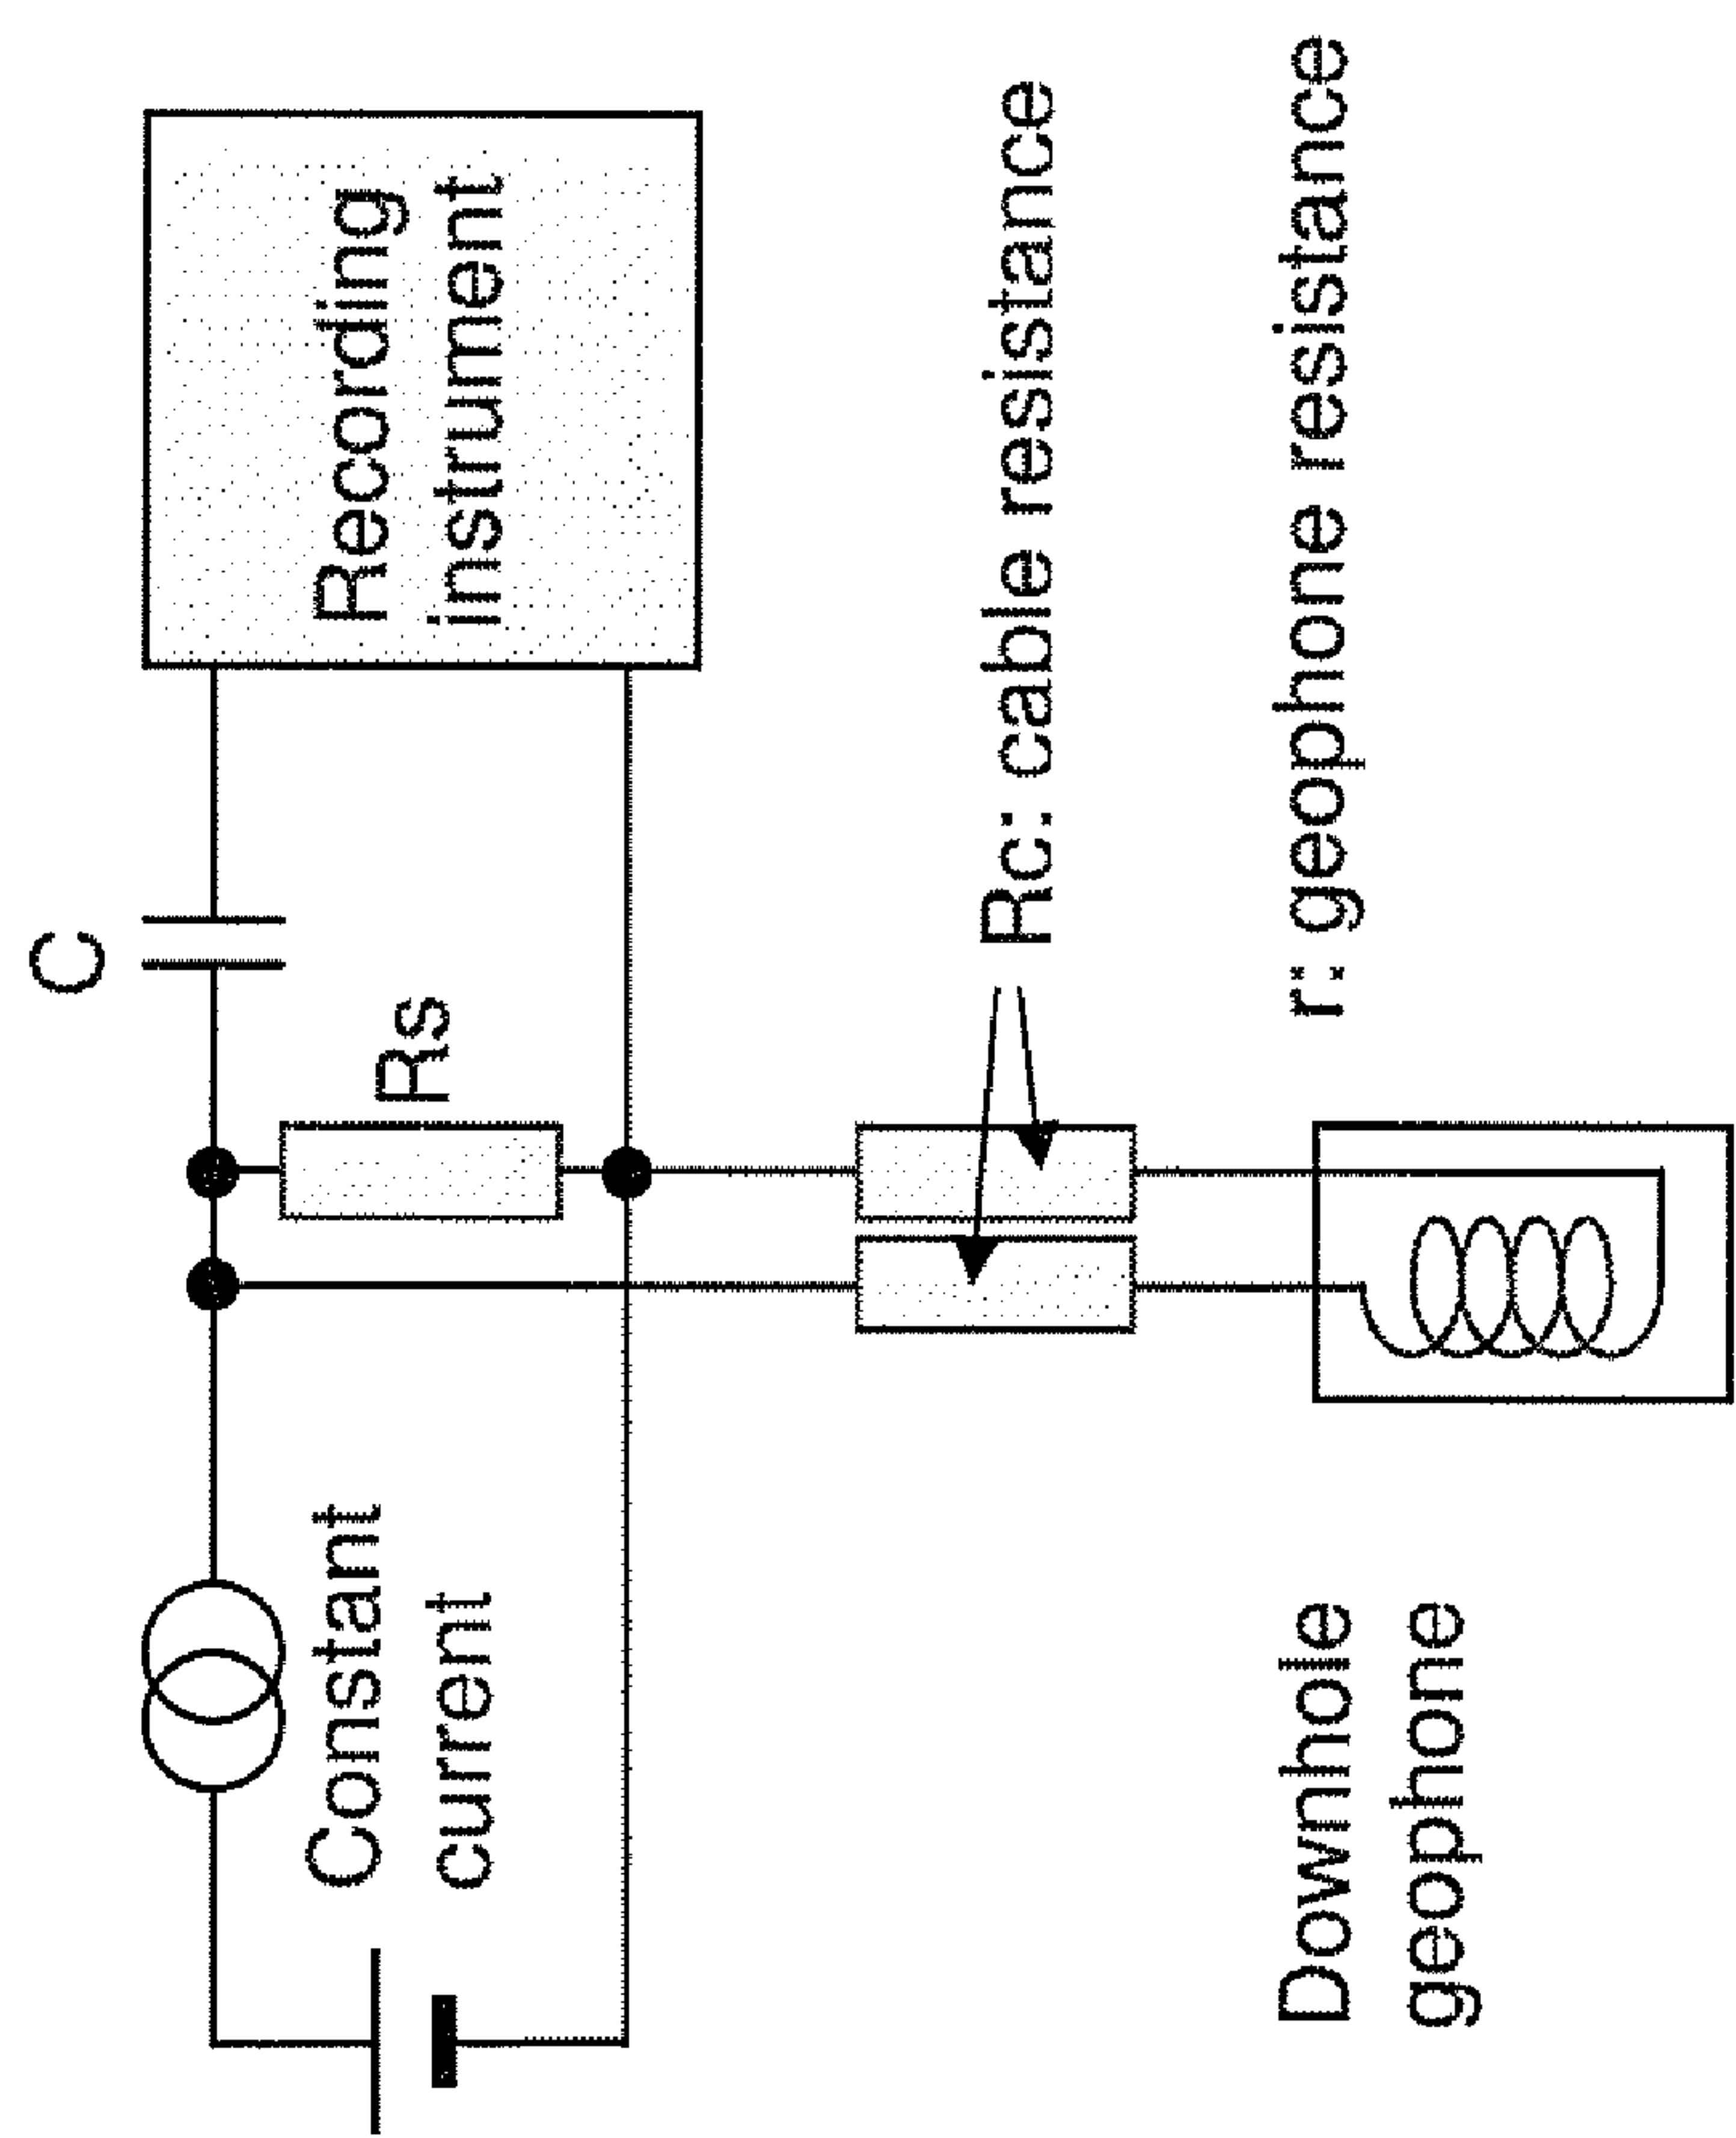 C
Rs
Recording
instrument
Constant
current
Rc: cable resistance
r: geophone resistance
Downhole
geophone